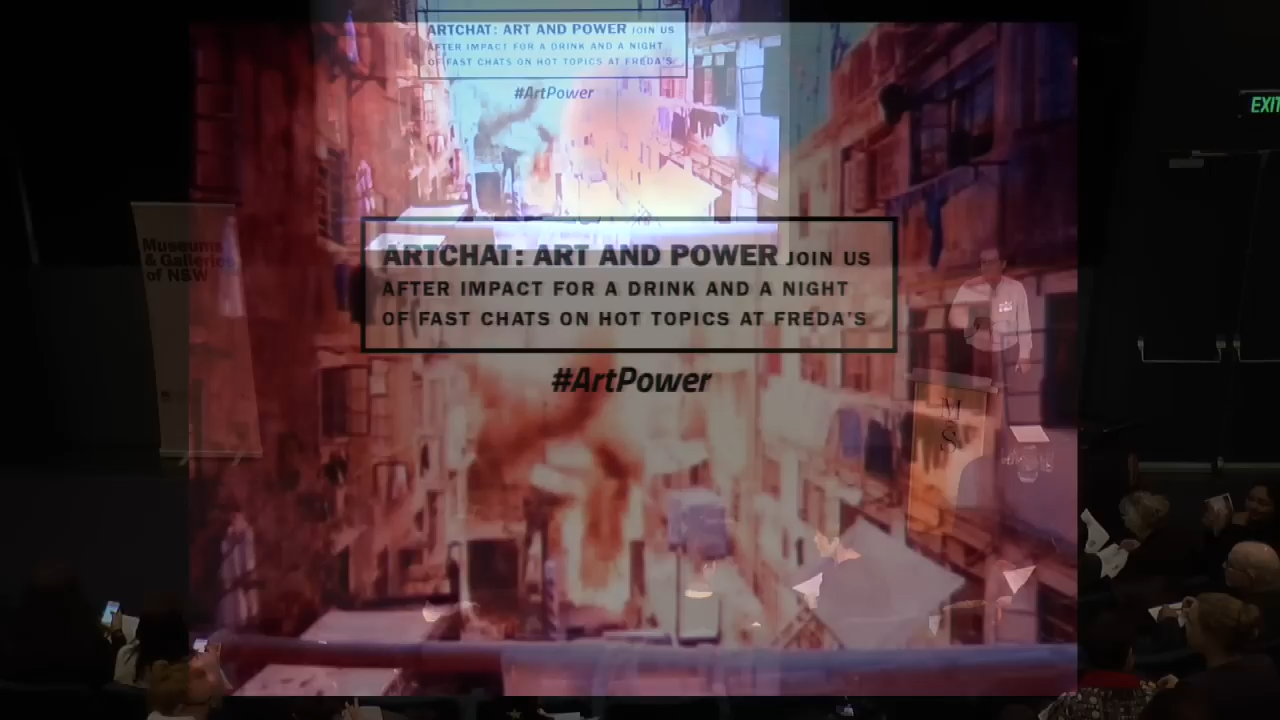 ARTCHAT: ART AND POWER JOIN US
AFTER IMPACT FOR A DRINK AND A NIGHT
OF FAST CHATS ON HOT TOPICS AT FREDA'S
#ArtPower
EXIT
Museums
& Galleries
of NSW
ARTCHAT: ART AND POWER JOIN US
AFTER IMPACT FOR A DRINK AND A NIGHT
OF FAST CHATS ON HOT TOPICS AT FREDA'S
#ArtPower